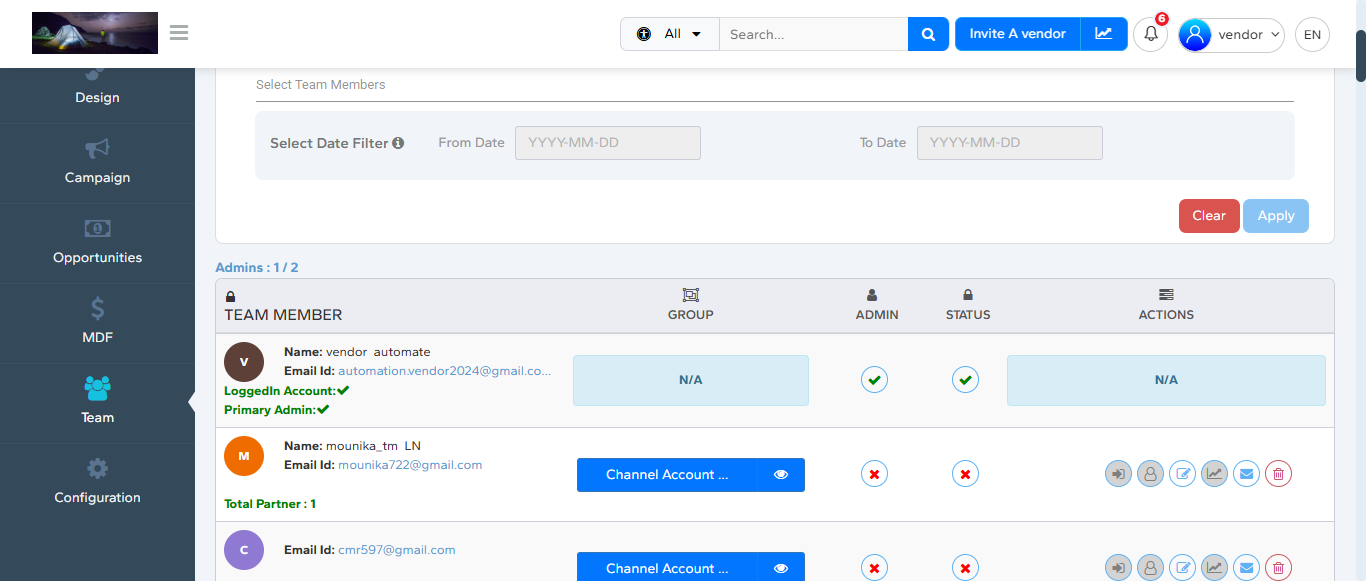 All
Search...
Invite A vendor
6
vendor
EN
Design
Campaign
Opportunities
MDF
Team
Configuration
Select Team Members
Select Date Filter
From Date
YYYY-MM-DD
To Date
YYYY-MM-DD
Clear
Apply
Admins : 1 / 2
TEAM MEMBER
GROUP
ADMIN
STATUS
ACTIONS
V
Name: vendor automate
Email Id: automation.vendor2024@gmail.co...
LoggedIn Account:
Primary Admin:
N/A
N/A
M
Name: mounika_tm LN
Email Id: mounika722@gmail.com
Total Partner : 1
Channel Account ...
C
Email Id: cmr597@gmail.com
Channel Account ...